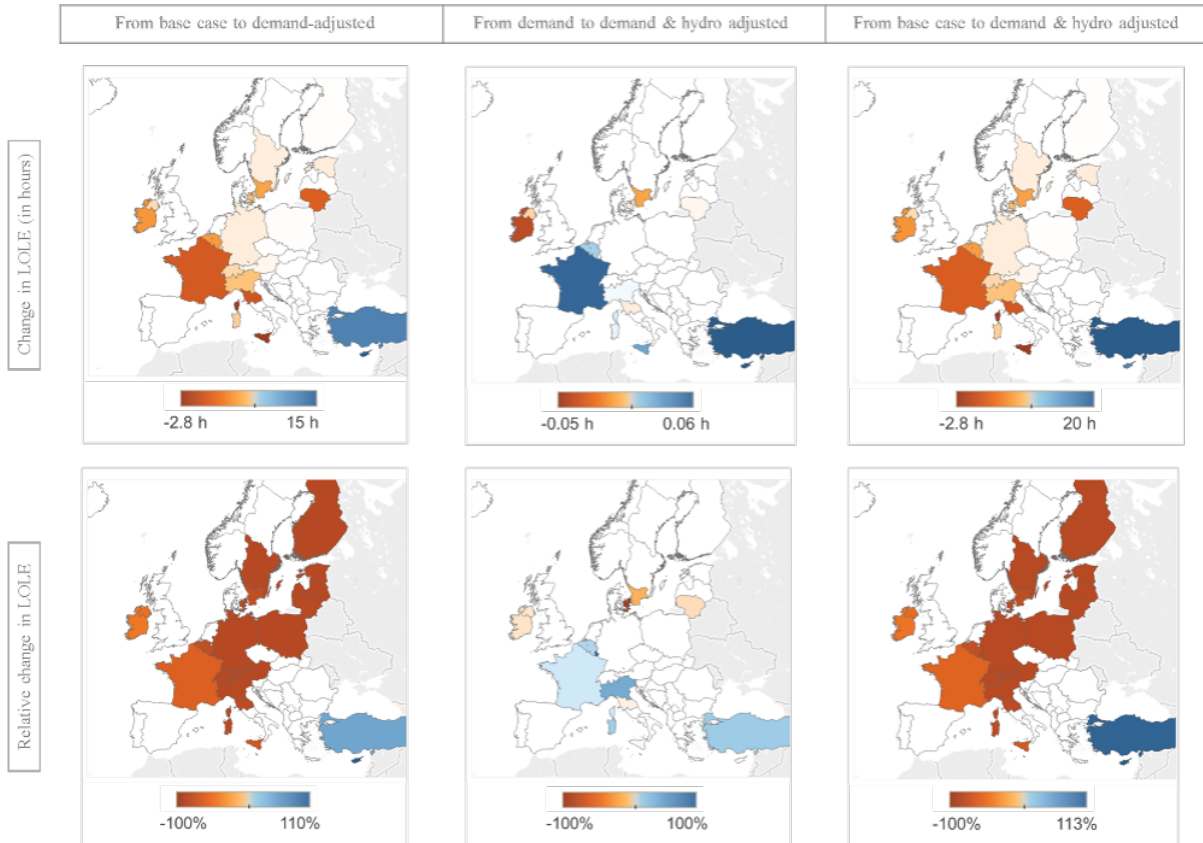 From base case to demand-adjusted
From demand to demand & hydro adjusted
From base case to demand & hydro adjusted
Change in LOLE (in hours)
-2.8 h
15 h
-0.05 h
0.06 h
-2.8 h
20 h
Relative change in LOLE
-100%
110%
-100%
100%
-100%
113%